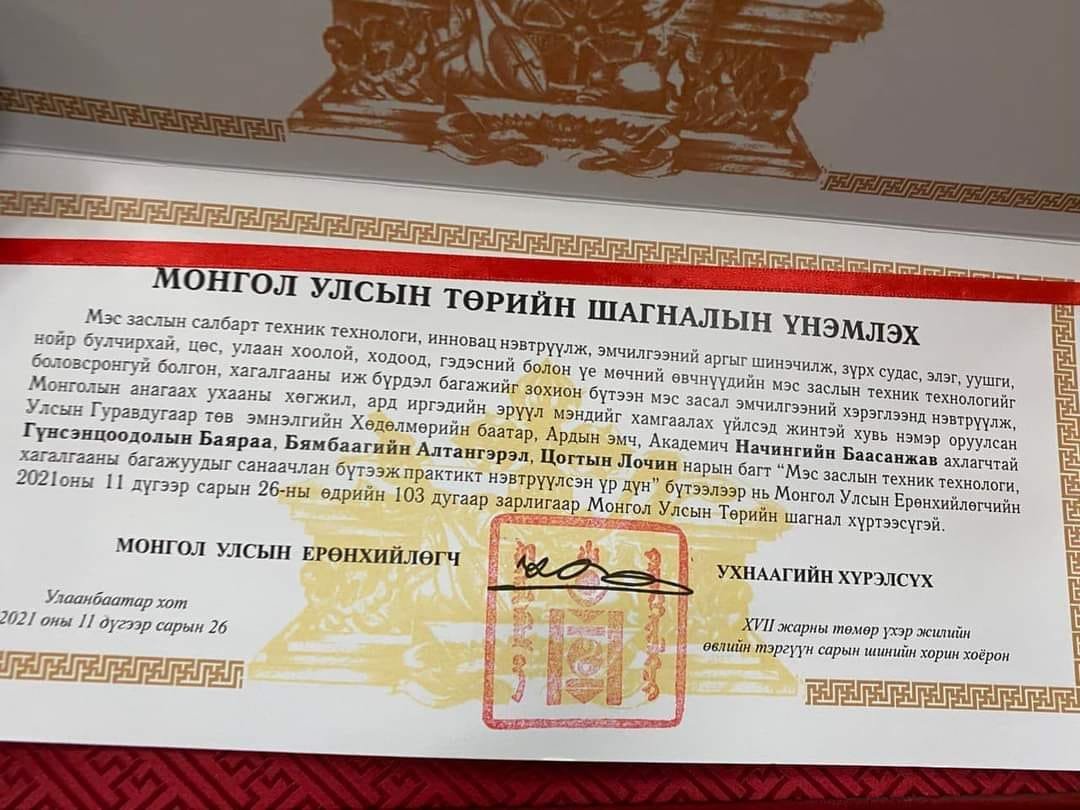 МОНГОЛ УЛСЫН ТӨРИЙН ШАГНАЛЫН ҮНЭМЛЭХ
Мэс заслын салбарт техник технологи, инновац нэвтрүүлж, эмчилгээний аргыг шинэчилж, зүрх судас, элэг, уушги,
нойр булчирхай, цөс, улаан хоолой, ходоод, гэдэсний болон үе мөчний өвчнүүдийн мэс заслын техник технологийг
боловсронгуй болгон, хагалгааны иж бүрдэл багажийг зохион бүтээн мэс засал эмчилгээний хэрэглээнд нэвтрүүлж,
Монголын анагаах ухааны хөгжил, ард иргэдийн эрүүл мэндийг хамгаалах үйлсэд жинтэй хувь нэмэр оруулсан
Улсын Гуравдугаар төв эмнэлгийн Хөдөлмөрийн баатар, Ардын эмч, Академич Начингийн Баасанжав ахлагчтай
Гүнсэнцоодолын Баяраа, Бямбаагийн Алтангэрэл, Цогтын Лочин нарын багт “Мэс заслын техник технологи,
хагалгааны багажуудыг санаачлан бүтээж практикт нэвтрүүлсэн үр дүн” бүтээлээр нь Монгол Улсын Ерөнхийлөгчийн
2021оны 11 дүгээр сарын 26-ны өдрийн 103 дугаар зарлигаар Монгол Улсын Төрийн шагнал хүртээсүгэй.
МОНГОЛ УЛСЫН ЕРӨНХИЙЛӨГЧ
УХНААГИЙН ХҮРЭЛСҮХ
Улаанбаатар хот
2021 оны 11 дүгээр сарын 26
XVII жарны төмөр үхэр жилийн
өвлийн тэргүүн сарын шинийн хорин хоёрон